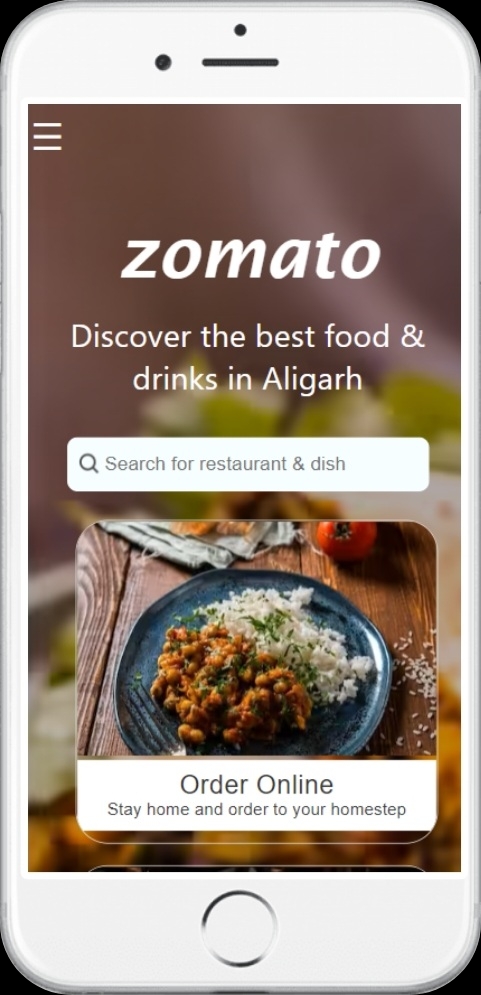 zomato
Discover the best food &
drinks in Aligarh
Search for restaurant & dish
Order Online
Stay home and order to your homestep